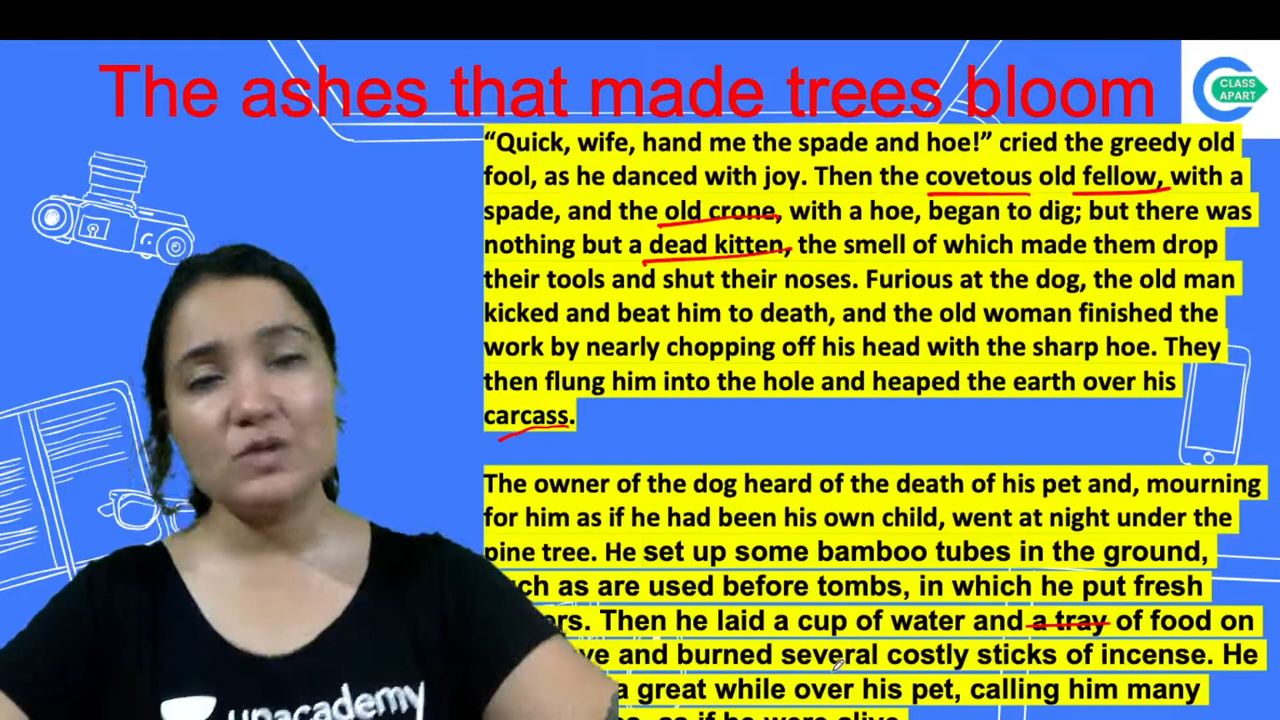 The ashes that made trees bloom
CLASS
APART
“Quick, wife, hand me the spade and hoe!” cried the greedy old
fool, as he danced with joy. Then the covetous old fellow, with a
spade, and the old crone, with a hoe, began to dig; but there was
nothing but a dead kitten, the smell of which made them drop
their tools and shut their noses. Furious at the dog, the old man
kicked and beat him to death, and the old woman finished the
work by nearly chopping off his head with the sharp hoe. They
then flung him into the hole and heaped the earth over his
carcass.
The owner of the dog heard of the death of his pet and, mourning
for him as if he had been his own child, went at night under the
pine tree. He set up some bamboo tubes in the ground,
as are used before tombs, in which he put fresh
Then he laid a cup of water and a tray of food on
and burned several costly sticks of incense. He
a great while over his pet, calling him many
as if he were alive
unacademy